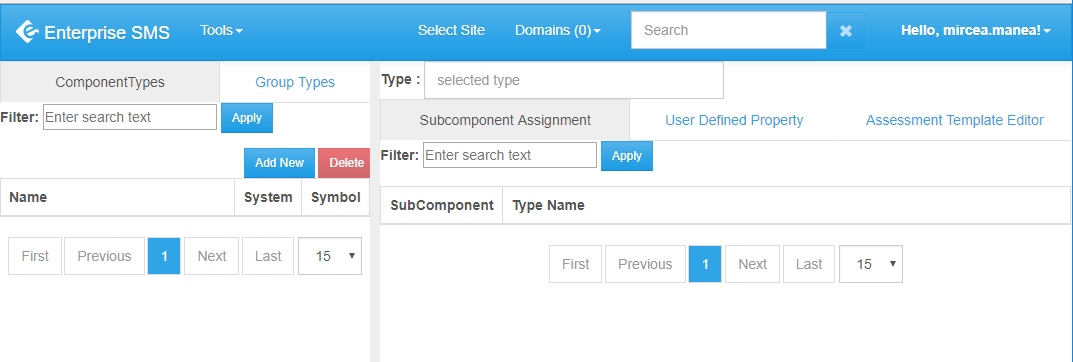 Enterprise SMS Tools Select Site Domains (0) Search Hello, mircea.manea!
ComponentTypes Group Types
Filter: Enter search text Apply
Add New Delete
Name System Symbol
First Previous 1 Next Last 15
Type : selected type
Subcomponent Assignment User Defined Property Assessment Template Editor
Filter: Enter search text Apply
SubComponent Type Name
First Previous 1 Next Last 15